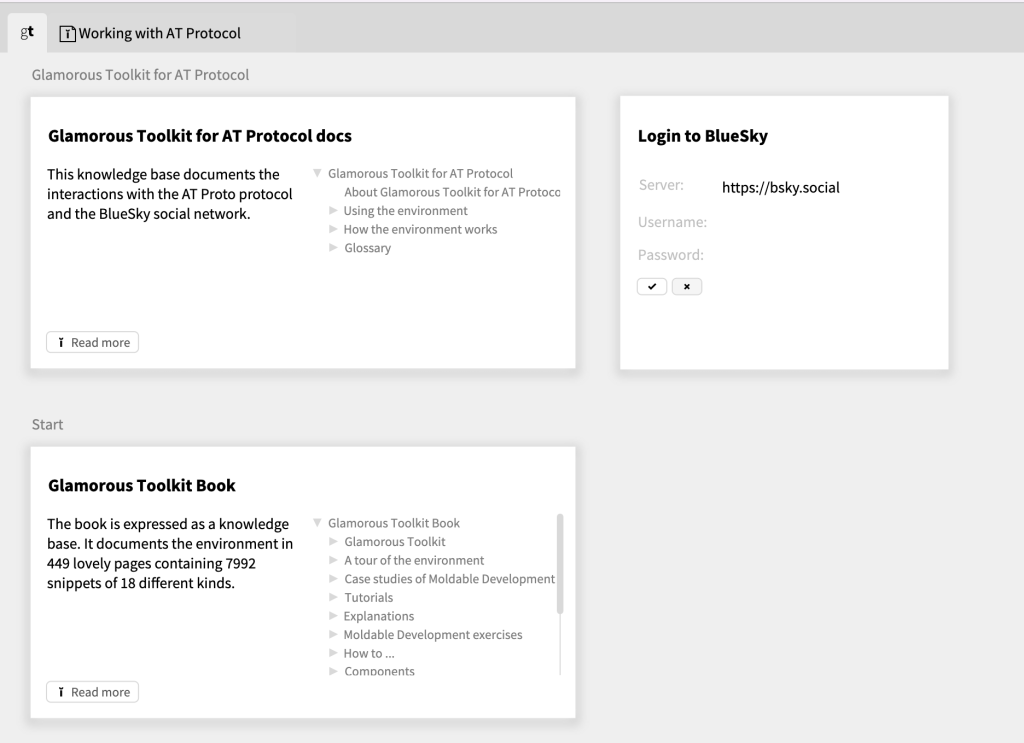 gt
Working with AT Protocol
Glamorous Toolkit for AT Protocol
Glamorous Toolkit for AT Protocol docs
This knowledge base documents the
interactions with the AT Proto protocol
and the BlueSky social network.
Glamorous Toolkit for AT Protocol
About Glamorous Toolkit for AT Protoco
Using the environment
How the environment works
Glossary
Read more
Login to BlueSky
Server: https://bsky.social
Username:
Password:
Start
Glamorous Toolkit Book
The book is expressed as a knowledge
base. It documents the environment in
449 lovely pages containing 7992
snippets of 18 different kinds.
Glamorous Toolkit Book
Glamorous Toolkit
A tour of the environment
Case studies of Moldable Development
Tutorials
Explanations
Moldable Development exercises
How to ...
Components
Read more